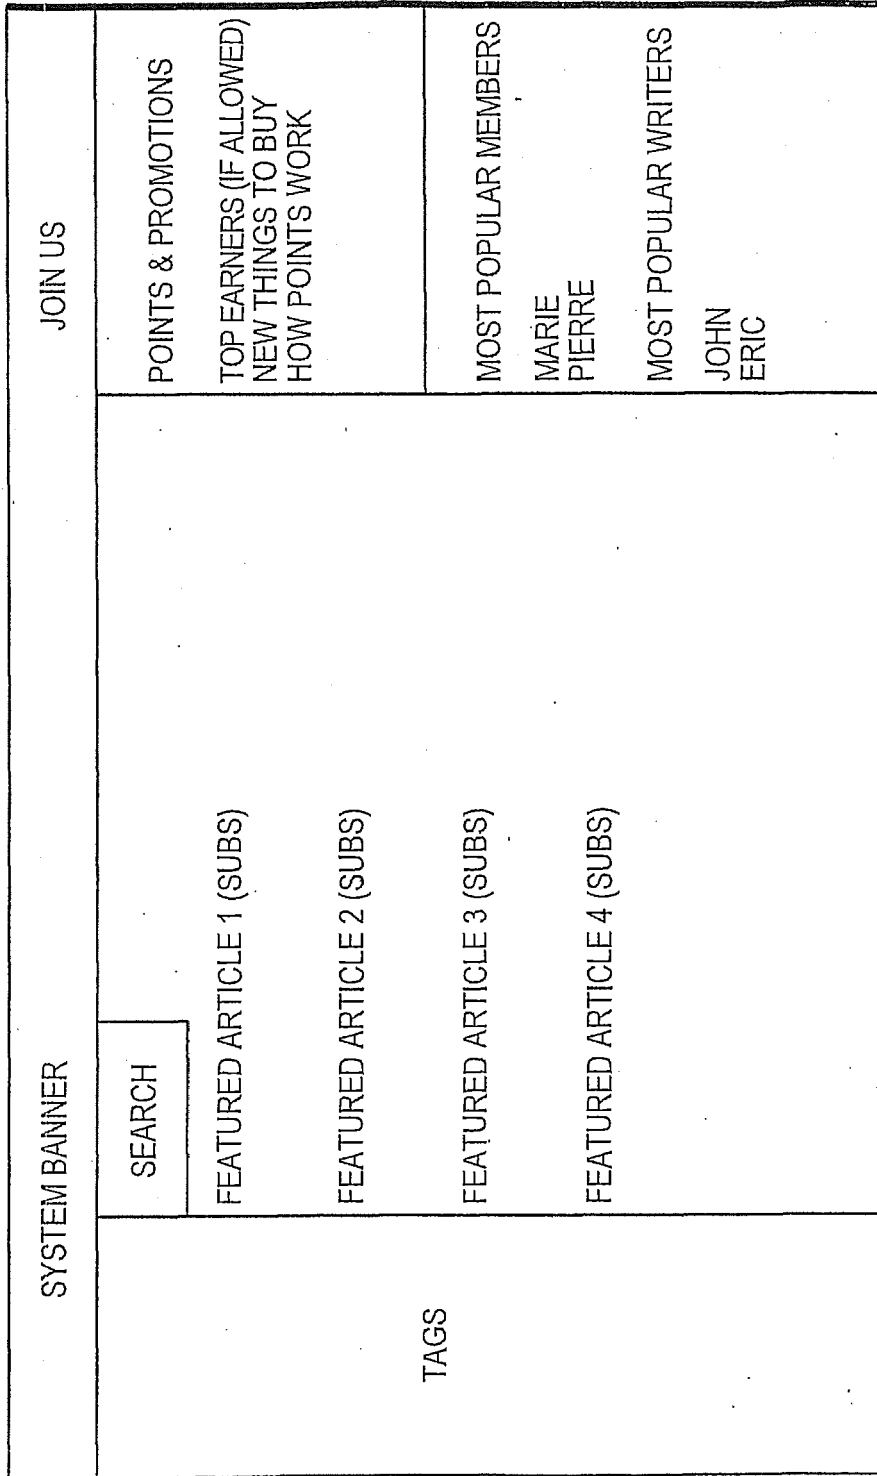 SYSTEM BANNER
JOIN US
TAGS
SEARCH
FEATURED ARTICLE 1 (SUBS)
FEATURED ARTICLE 2 (SUBS)
FEATURED ARTICLE 3 (SUBS)
FEATURED ARTICLE 4 (SUBS)
POINTS & PROMOTIONS
TOP EARNERS (IF ALLOWED)
NEW THINGS TO BUY
HOW POINTS WORK
MOST POPULAR MEMBERS
MARIE
PIERRE
MOST POPULAR WRITERS
JOHN
ERIC